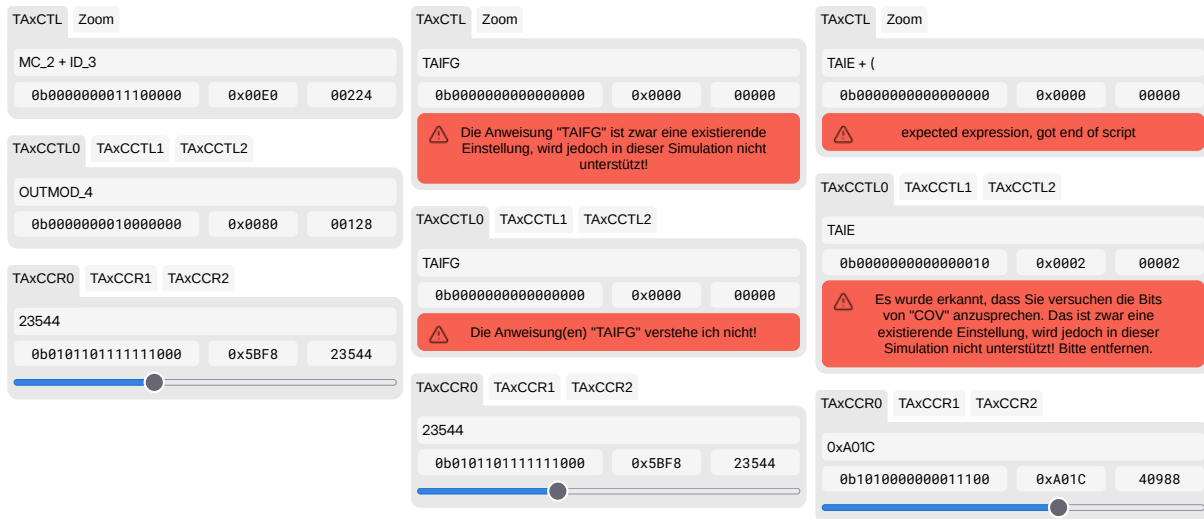 TAxCTL Zoom
MC_2 + ID_3
0b0000000011100000 0x00E0 00224
TAxCCTL0 TAxCCTL1 TAxCCTL2
OUTMOD_4
0b0000000010000000 0x0080 00128
TAxCCR0 TAxCCR1 TAxCCR2
23544
0b0101101111111000 0x5BF8 23544
TAxCTL Zoom
TAIFG
0b0000000000000000 0x0000 00000
Die Anweisung "TAIFG" ist zwar eine existierende
Einstellung, wird jedoch in dieser Simulation nicht
unterstützt!
TAxCCTL0 TAxCCTL1 TAxCCTL2
TAIFG
0b0000000000000000 0x0000 00000
Die Anweisung(en) "TAIFG" verstehe ich nicht!
TAxCCR0 TAxCCR1 TAxCCR2
23544
0b0101101111111000 0x5BF8 23544
TAxCTL Zoom
TAIE + (
0b0000000000000000 0x0000 00000
expected expression, got end of script
TAxCCTL0 TAxCCTL1 TAxCCTL2
TAIE
0b0000000000000010 0x0002 00002
Es wurde erkannt, dass Sie versuchen die Bits
von "COV" anzusprechen. Das ist zwar eine
existierende Einstellung, wird jedoch in dieser
Simulation nicht unterstützt! Bitte entfernen.
TAxCCR0 TAxCCR1 TAxCCR2
0xA01C
0b1010000000011100 0xA01C 40988